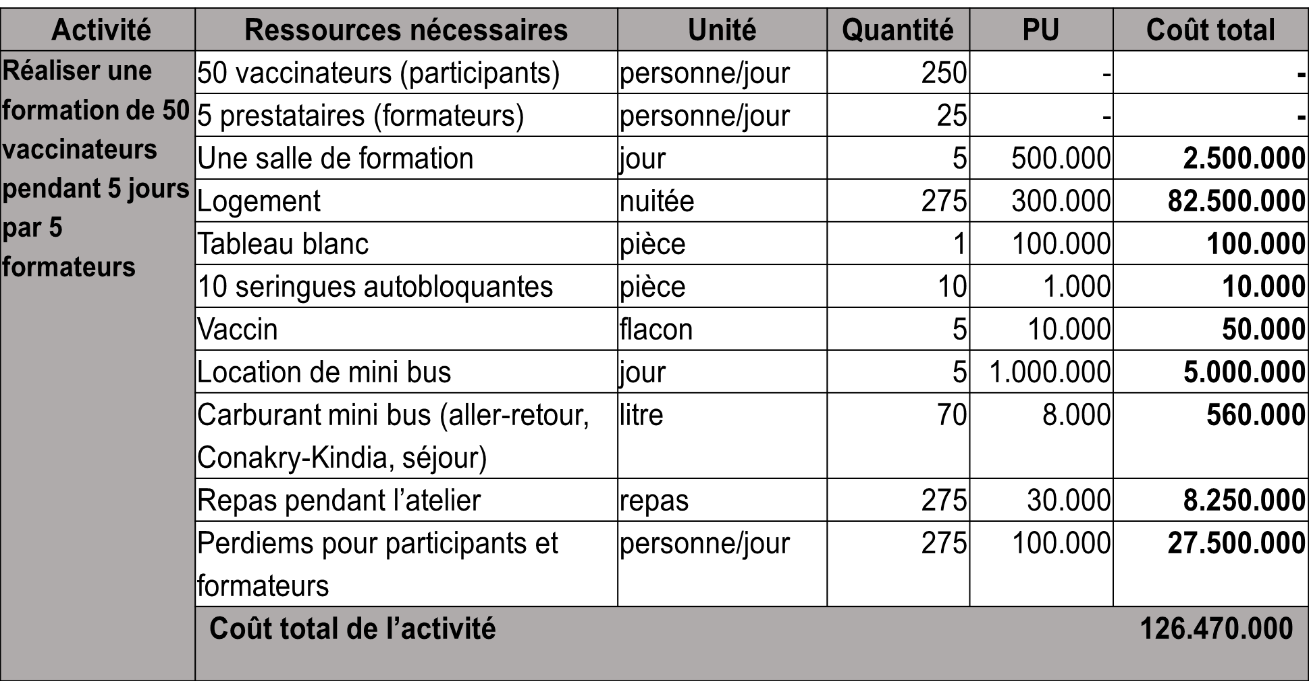 Activité Ressources nécessaires Unité Quantité PU Coût total
Réaliser une formation de 50 vaccinateurs pendant 5 jours par 5 formateurs
50 vaccinateurs (participants) personne/jour 250 - -
5 prestataires (formateurs) personne/jour 25 - -
Une salle de formation jour 5 500.000 2.500.000
Logement nuitée 275 300.000 82.500.000
Tableau blanc pièce 1 100.000 100.000
10 seringues autobloquantes pièce 10 1.000 10.000
Vaccin flacon 5 10.000 50.000
Location de mini bus jour 5 1.000.000 5.000.000
Carburant mini bus (aller-retour, litre 70 8.000 560.000
Conakry-Kindia, séjour)
Repas pendant l’atelier repas 275 30.000 8.250.000
Perdiems pour participants et personne/jour 275 100.000 27.500.000
formateurs
Coût total de l’activité 126.470.000